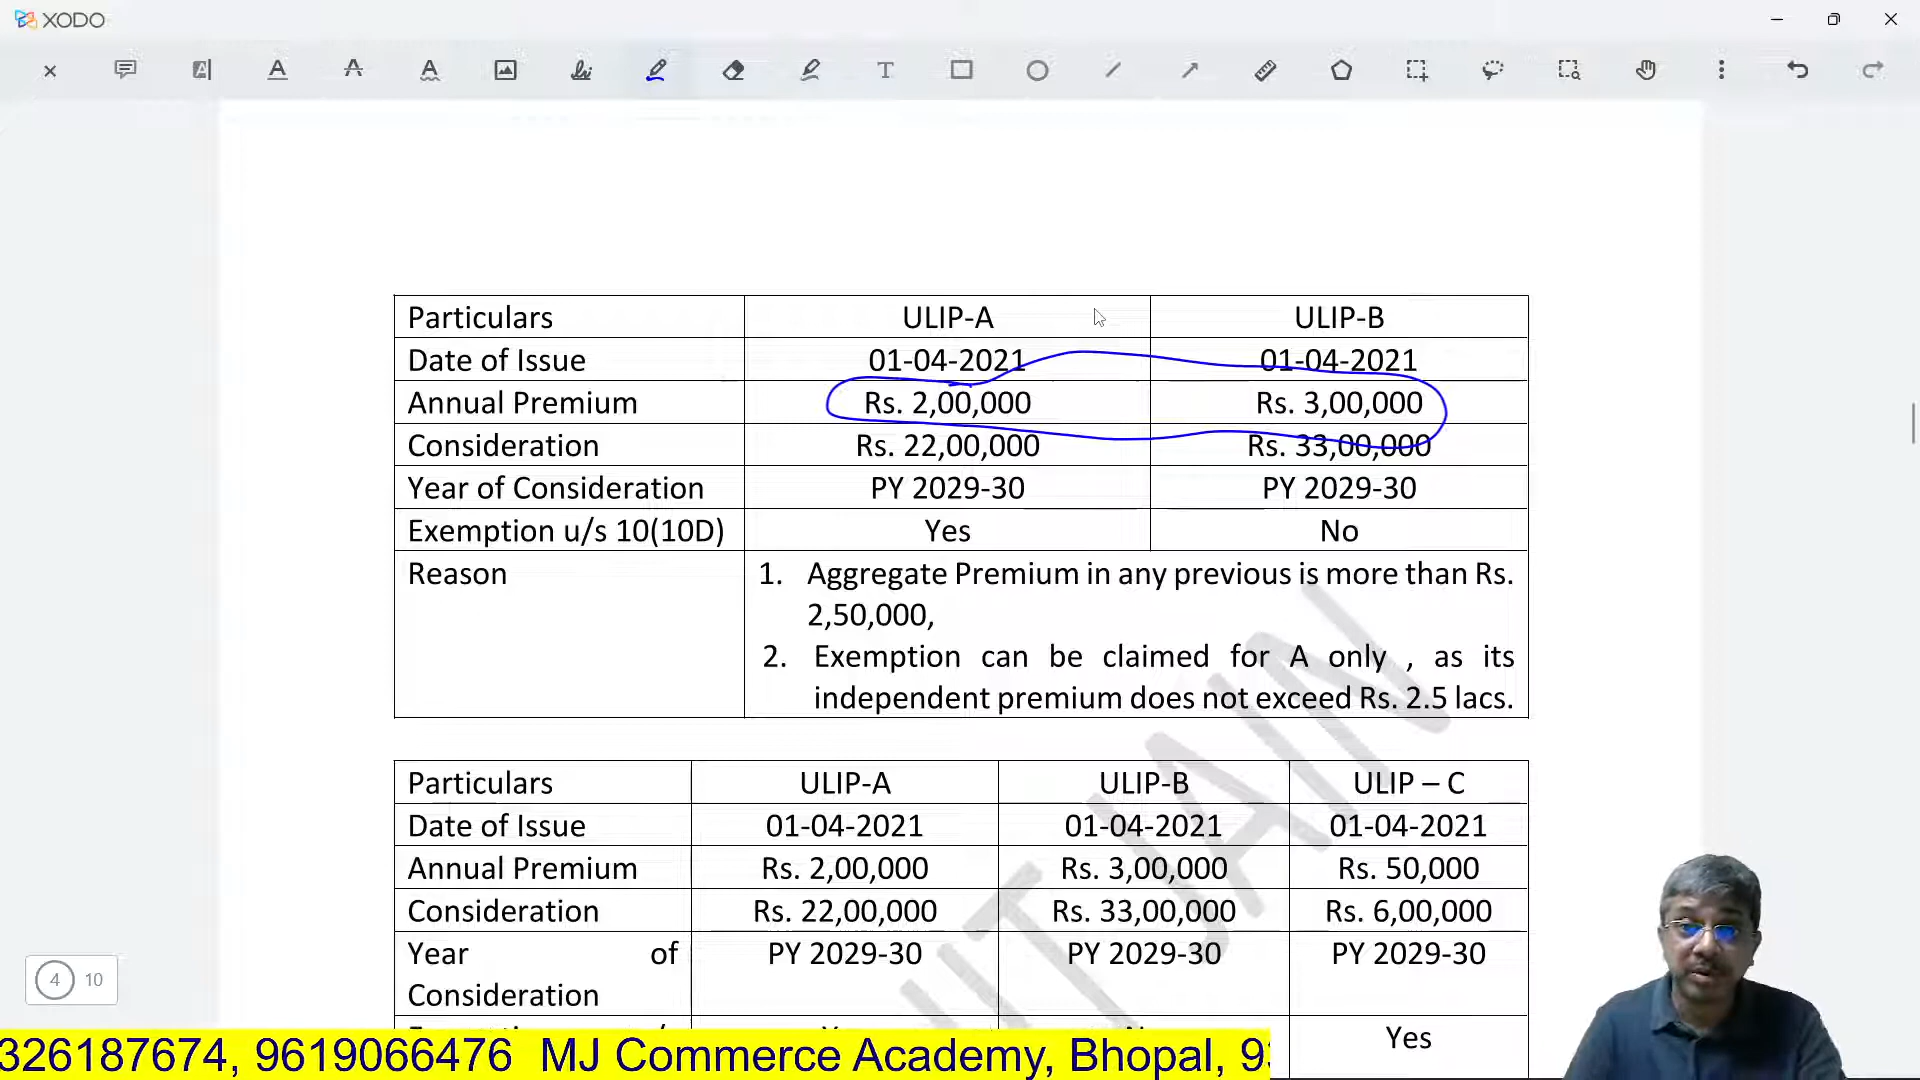 XODO
Particulars ULIP-A ULIP-B
Date of Issue 01-04-2021 01-04-2021
Annual Premium Rs. 2,00,000 Rs. 3,00,000
Consideration Rs. 22,00,000 Rs. 33,00,000
Year of Consideration PY 2029-30 PY 2029-30
Exemption u/s 10(10D) Yes No
Reason 1. Aggregate Premium in any previous is more than Rs.
2,50,000,
2. Exemption can be claimed for A only , as its
independent premium does not exceed Rs. 2.5 lacs.
Particulars ULIP-A ULIP-B ULIP – C
Date of Issue 01-04-2021 01-04-2021 01-04-2021
Annual Premium Rs. 2,00,000 Rs. 3,00,000 Rs. 50,000
Consideration Rs. 22,00,000 Rs. 33,00,000 Rs. 6,00,000
Year of PY 2029-30 PY 2029-30 PY 2029-30
Consideration
Yes
4 10
326187674, 9619066476 MJ Commerce Academy, Bhopal, 93
JAIN